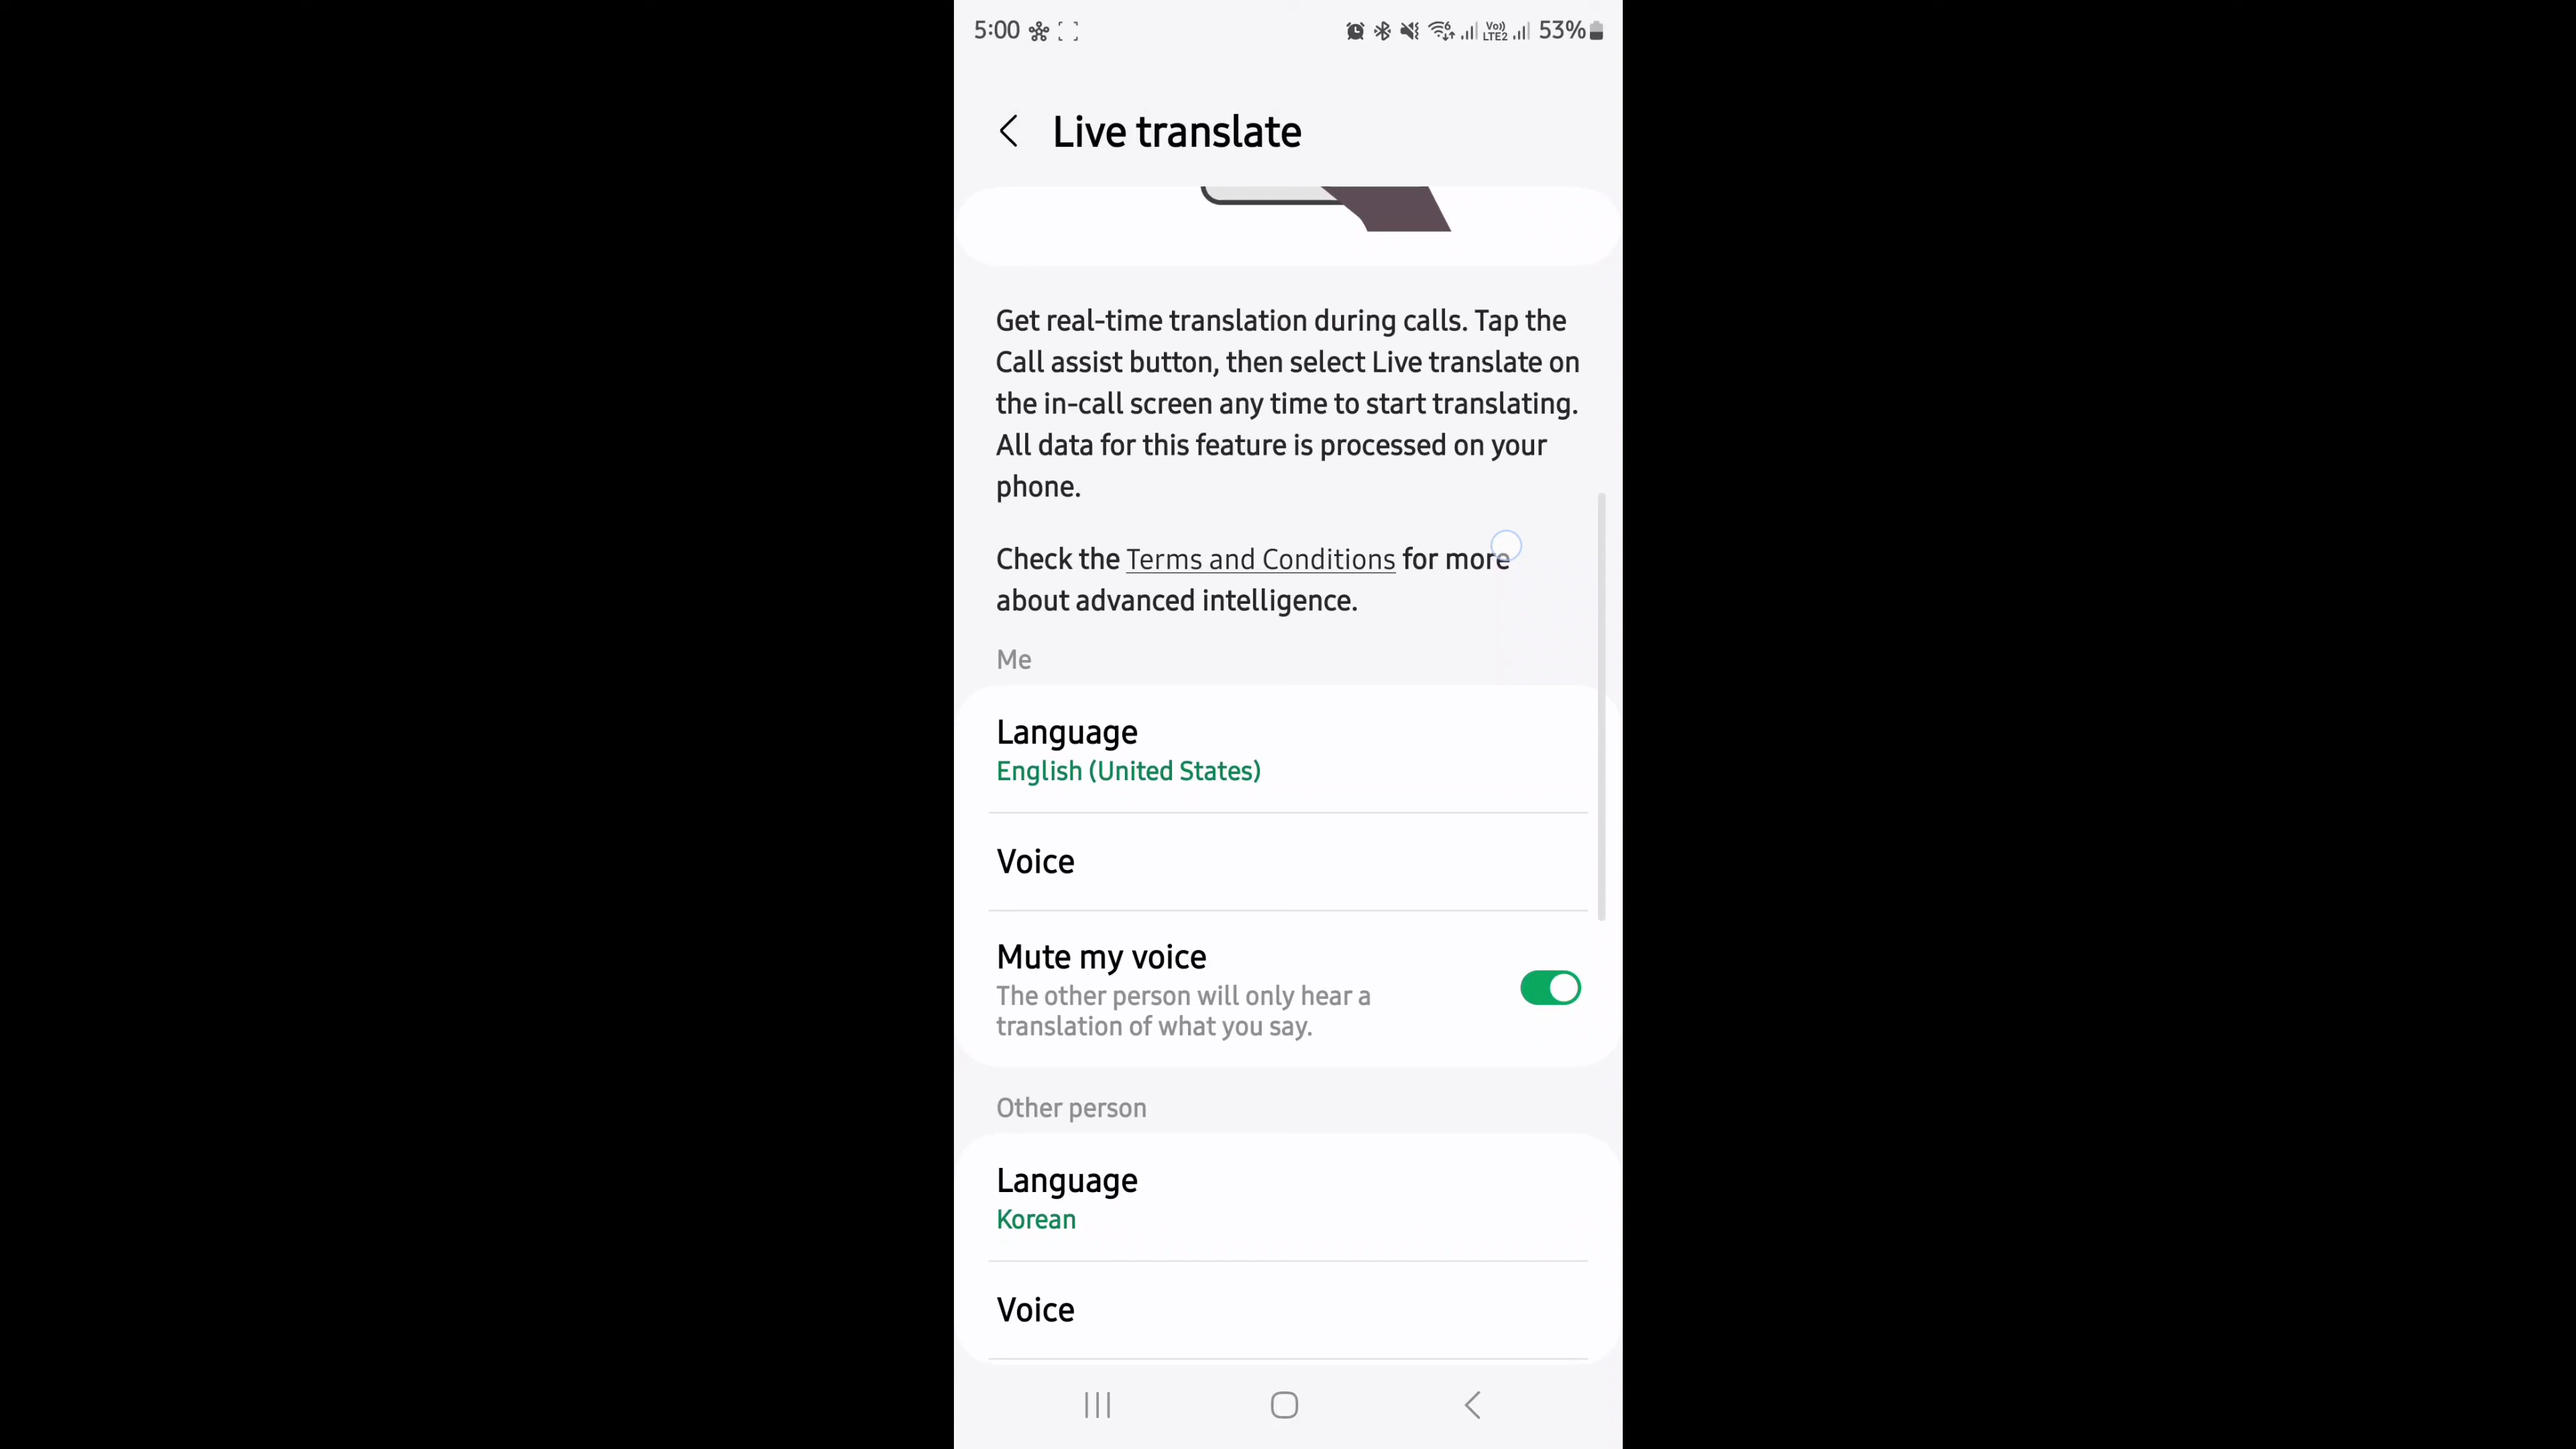 5:00 6 Vo)) LTE2 53%
Live translate
Get real-time translation during calls. Tap the
Call assist button, then select Live translate on
the in-call screen any time to start translating.
All data for this feature is processed on your
phone.
Check the Terms and Conditions for more
about advanced intelligence.
Me
Language
English (United States)
Voice
Mute my voice
The other person will only hear a
translation of what you say.
Other person
Language
Korean
Voice